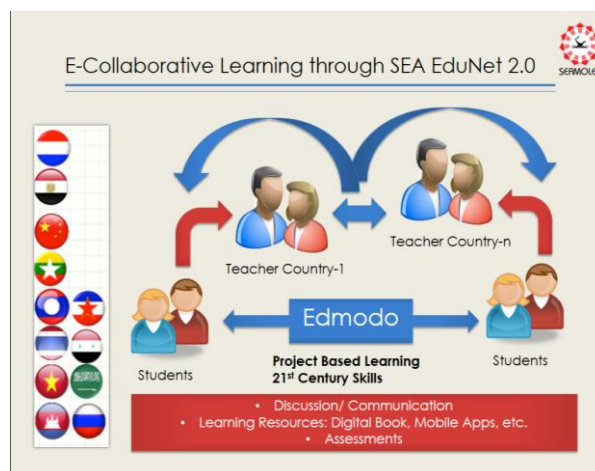 E-Collaborative Learning through SEA EduNet 2.0
SEAMOLEC
Teacher Country-1
Teacher Country-n
Students
Edmodo
Students
Project Based Learning
21st Century Skills
• Discussion/ Communication
• Learning Resources: Digital Book, Mobile Apps, etc.
• Assessments